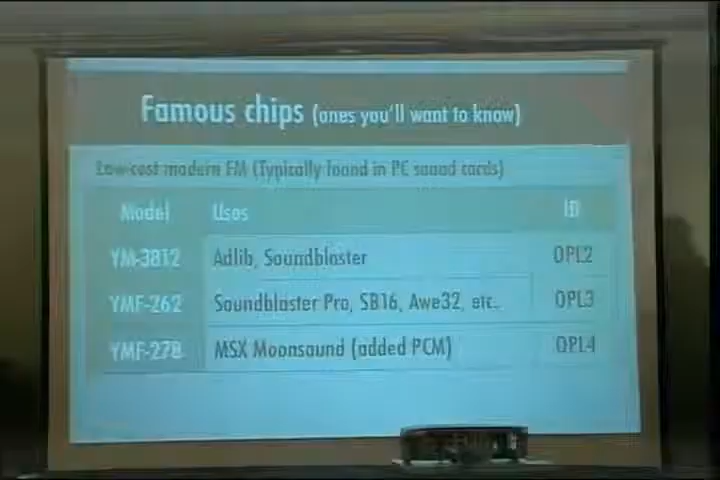 Famous chips (ones you'll want to know)
Low-cost modern FM (Typically found in PC sound cards)
Model Uses ID
YM-3812 Adlib, Soundblaster OPL2
YMF-262 Soundblaster Pro, SB16, Awe32, etc. OPL3
YMF-278 MSX Moonsound (added PCM) OPL4